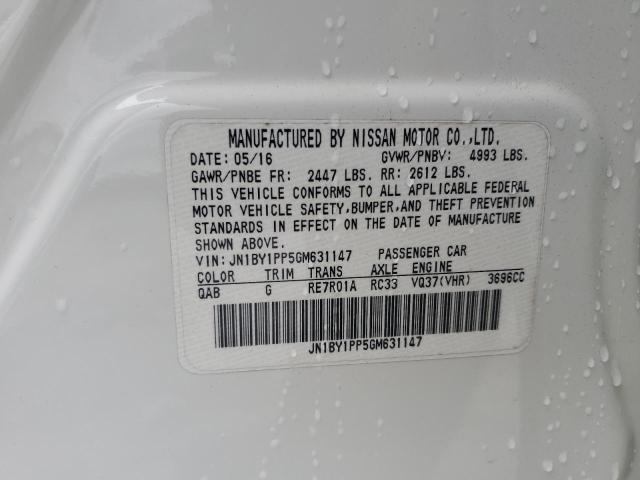 MANUFACTURED BY NISSAN MOTOR CO.,LTD.
DATE: 05/16 GVWR/PNBV: 4993 LBS.
GAWR/PNBE FR: 2447 LBS. RR: 2612 LBS.
THIS VEHICLE CONFORMS TO ALL APPLICABLE FEDERAL
MOTOR VEHICLE SAFETY,BUMPER,AND THEFT PREVENTION
STANDARDS IN EFFECT ON THE DATE OF MANUFACTURE
SHOWN ABOVE.
VIN:JN1BY1PP5GM631147 PASSENGER CAR
COLOR TRIM TRANS AXLE ENGINE
QAB G RE7R01A RC33 VQ37(VHR) 3696CC
JN1BY1PP5GM631147